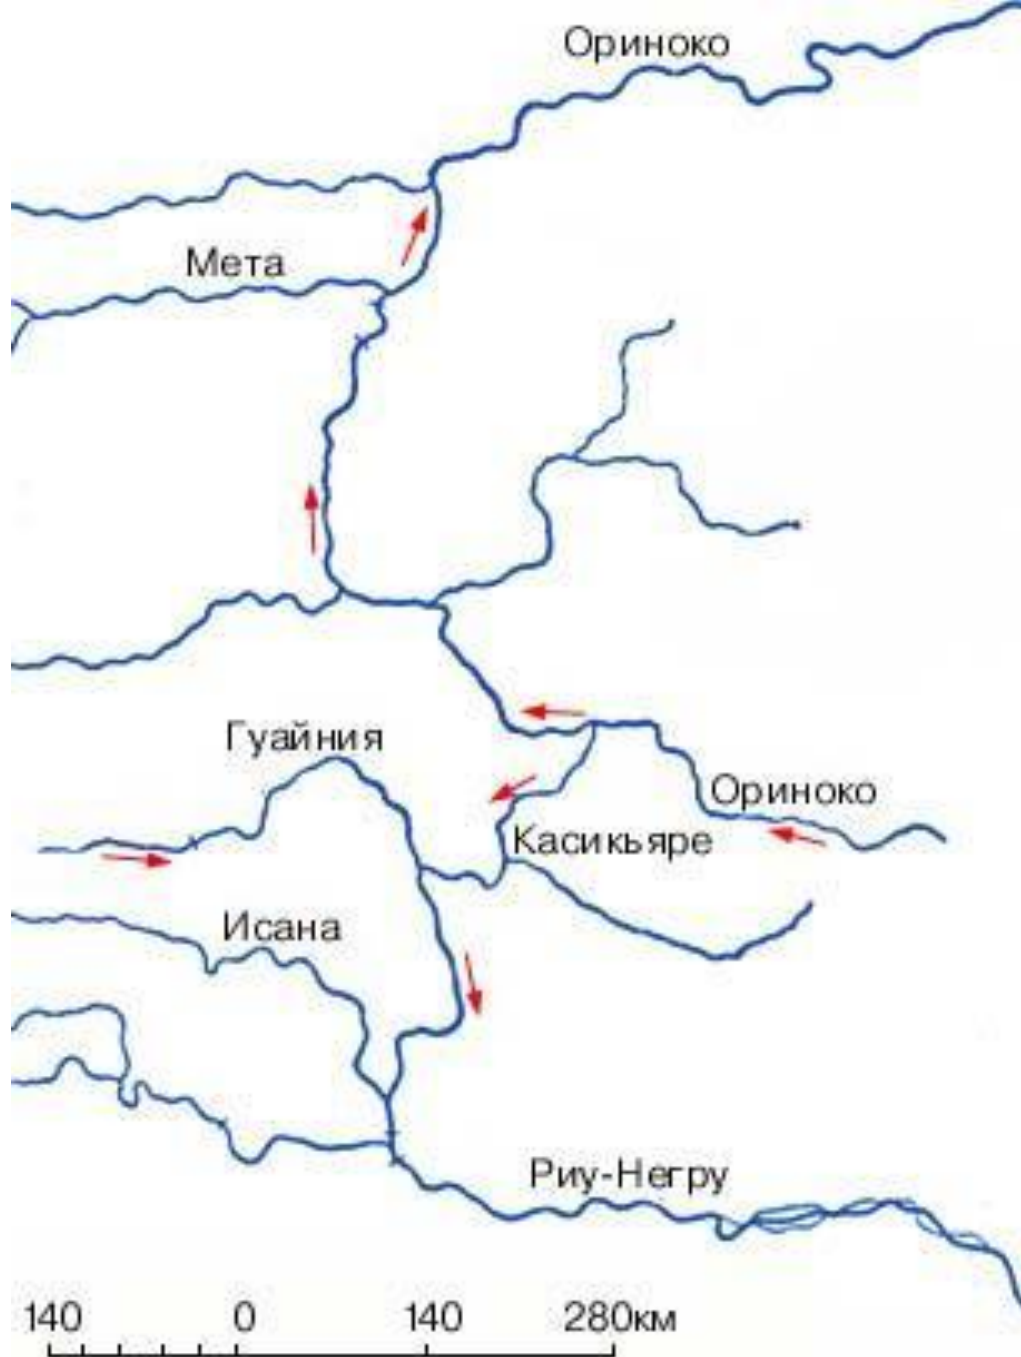 Ориноко
Мета
Гуайния
Ориноко
Касикьяре
Исана
Риу-Негру
140 0 140 280км